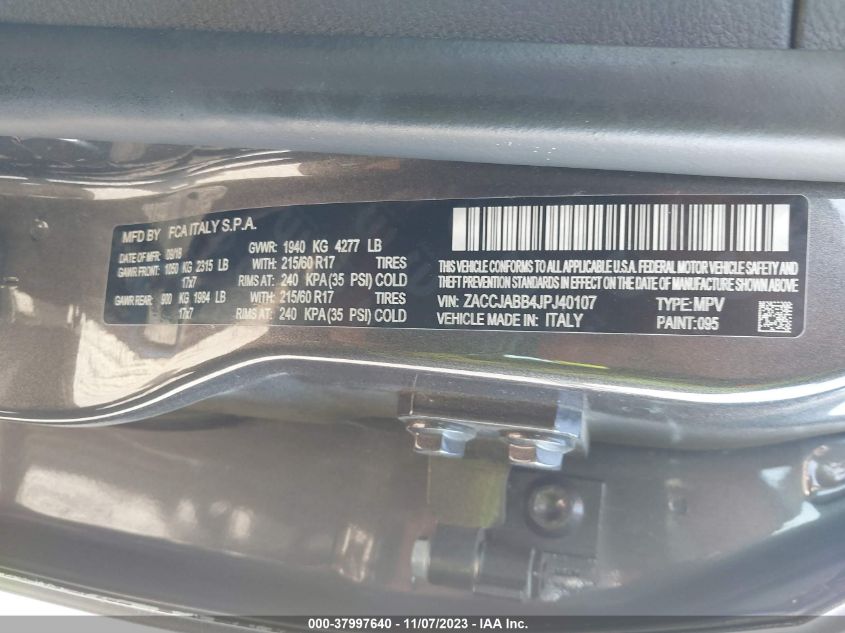 MFD BY FCA ITALY S.P.A.
DATE OF MFR: 09/18 GVWR: 1940 KG 4277 LB
GAWR FRONT: 1050 KG 2315 LB WITH: 215/60 R17 TIRES
17x7 RIMS AT: 240 KPA (35 PSI) COLD
GAWR REAR: 900 KG 1984 LB WITH: 215/60 R17 TIRES
17x7 RIMS AT: 240 KPA (35 PSI) COLD
THIS VEHICLE CONFORMS TO ALL APPLICABLE U.S.A. FEDERAL MOTOR VEHICLE SAFETY AND
THEFT PREVENTION STANDARDS IN EFFECT ON THE DATE OF MANUFACTURE SHOWN ABOVE
VIN: ZACCJABB4JPJ40107 TYPE: MPV
VEHICLE MADE IN: ITALY PAINT: 095
000-37997640 - 11/07/2023 - IAA Inc.